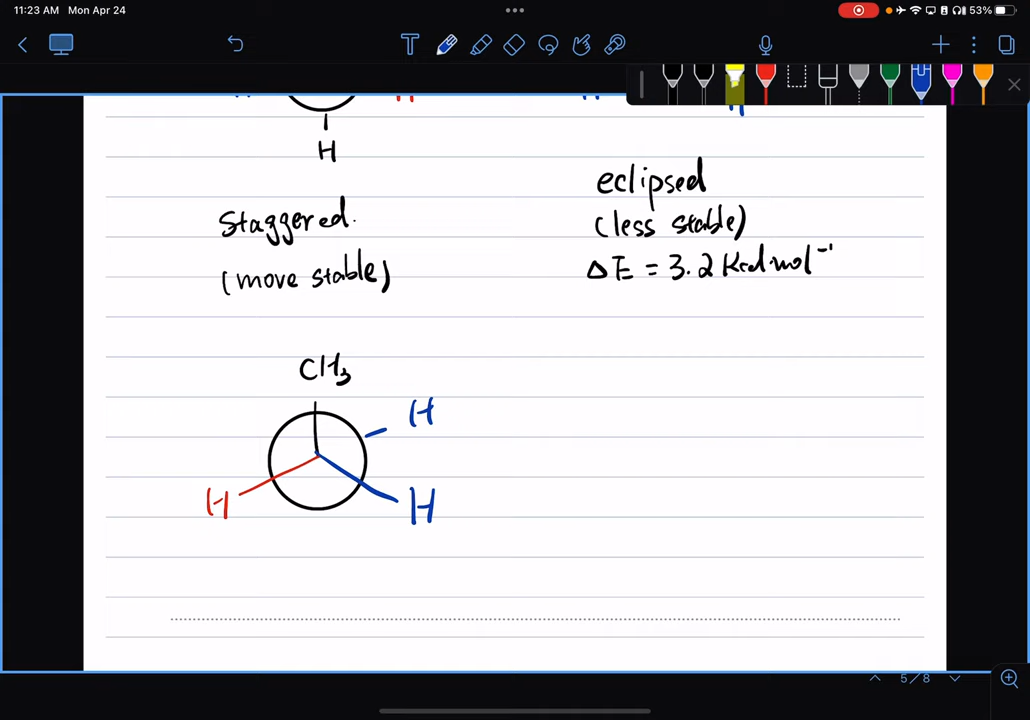 11:23 AM Mon Apr 24
53%
T
H
eclipsed
Staggered.
(less stable)
(move stable)
ΔE = 3.2 Kcal·mol⁻¹
CH₃
H
H
H
5/8